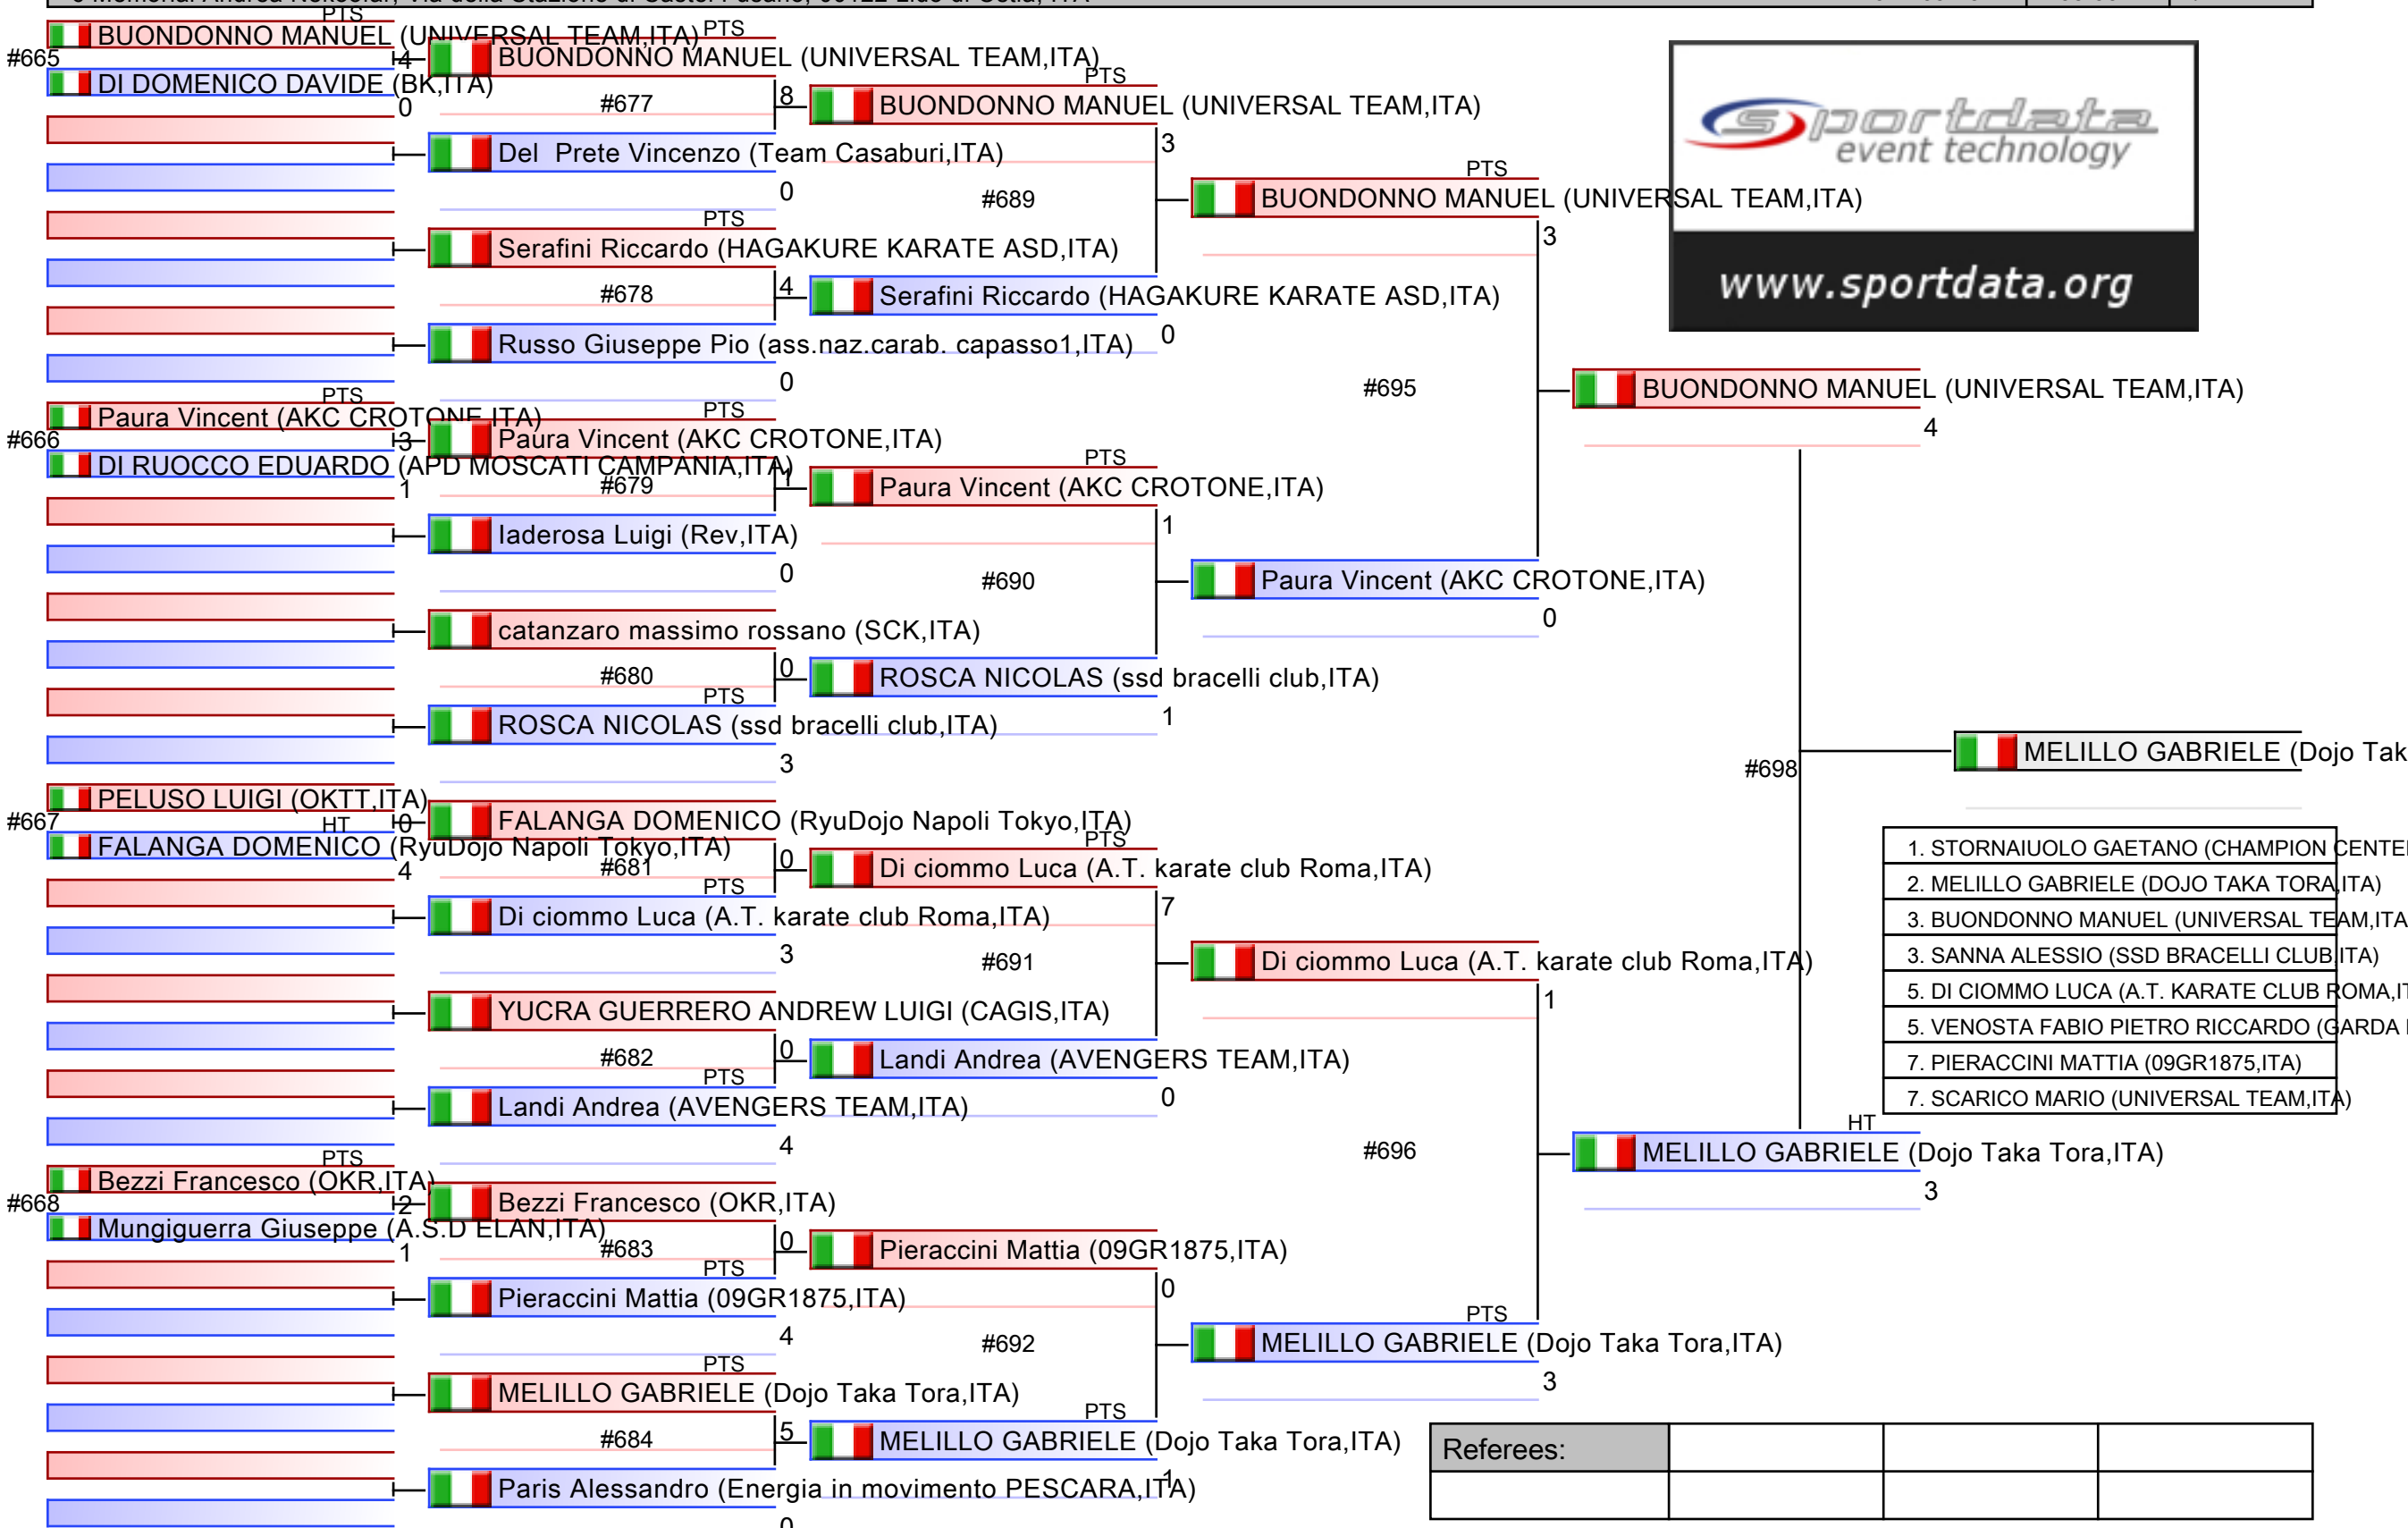 PTS
BUONDONNO MANUEL (UNIVERSAL TEAM,ITA)
#665
4
DI DOMENICO DAVIDE (BK,ITA)
0
PTS
Paura Vincent (AKC CROTONE,ITA)
#666
3
DI RUOCCO EDUARDO (APD MOSCATI CAMPANIA,ITA)
1
PELUSO LUIGI (OKTT,ITA)
#667
HT
0
FALANGA DOMENICO (RyuDojo Napoli Tokyo,ITA)
4
PTS
Bezzi Francesco (OKR,ITA)
#668
2
Mungiguerra Giuseppe (A.S.D ELAN,ITA)
1
PTS
BUONDONNO MANUEL (UNIVERSAL TEAM,ITA)
#677
8
Del  Prete Vincenzo (Team Casaburi,ITA)
0
PTS
Serafini Riccardo (HAGAKURE KARATE ASD,ITA)
#678
4
Russo Giuseppe Pio (ass.naz.carab. capasso1,ITA)
0
PTS
Paura Vincent (AKC CROTONE,ITA)
#679
1
Iaderosa Luigi (Rev,ITA)
0
catanzaro massimo rossano (SCK,ITA)
#680
0
PTS
ROSCA NICOLAS (ssd bracelli club,ITA)
3
FALANGA DOMENICO (RyuDojo Napoli Tokyo,ITA)
#681
0
PTS
Di ciommo Luca (A.T. karate club Roma,ITA)
3
YUCRA GUERRERO ANDREW LUIGI (CAGIS,ITA)
#682
0
PTS
Landi Andrea (AVENGERS TEAM,ITA)
4
Bezzi Francesco (OKR,ITA)
#683
0
PTS
Pieraccini Mattia (09GR1875,ITA)
4
PTS
MELILLO GABRIELE (Dojo Taka Tora,ITA)
#684
5
Paris Alessandro (Energia in movimento PESCARA,ITA)
0
PTS
BUONDONNO MANUEL (UNIVERSAL TEAM,ITA)
3
#689
Serafini Riccardo (HAGAKURE KARATE ASD,ITA)
0
PTS
Paura Vincent (AKC CROTONE,ITA)
1
#690
ROSCA NICOLAS (ssd bracelli club,ITA)
1
PTS
Di ciommo Luca (A.T. karate club Roma,ITA)
7
#691
Landi Andrea (AVENGERS TEAM,ITA)
0
Pieraccini Mattia (09GR1875,ITA)
0
#692
PTS
MELILLO GABRIELE (Dojo Taka Tora,ITA)
1
PTS
BUONDONNO MANUEL (UNIVERSAL TEAM,ITA)
3
#695
Paura Vincent (AKC CROTONE,ITA)
0
Di ciommo Luca (A.T. karate club Roma,ITA)
1
#696
PTS
MELILLO GABRIELE (Dojo Taka Tora,ITA)
3
BUONDONNO MANUEL (UNIVERSAL TEAM,ITA)
4
#698
HT
MELILLO GABRIELE (Dojo Taka Tora,ITA)
3
MELILLO GABRIELE (Dojo Tak
sportdata
event technology
www.sportdata.org
1. STORNAIUOLO GAETANO (CHAMPION CENTE
2. MELILLO GABRIELE (DOJO TAKA TORA,ITA)
3. BUONDONNO MANUEL (UNIVERSAL TEAM,ITA
3. SANNA ALESSIO (SSD BRACELLI CLUB,ITA)
5. DI CIOMMO LUCA (A.T. KARATE CLUB ROMA,IT
5. VENOSTA FABIO PIETRO RICCARDO (GARDA
7. PIERACCINI MATTIA (09GR1875,ITA)
7. SCARICO MARIO (UNIVERSAL TEAM,ITA)
Referees: